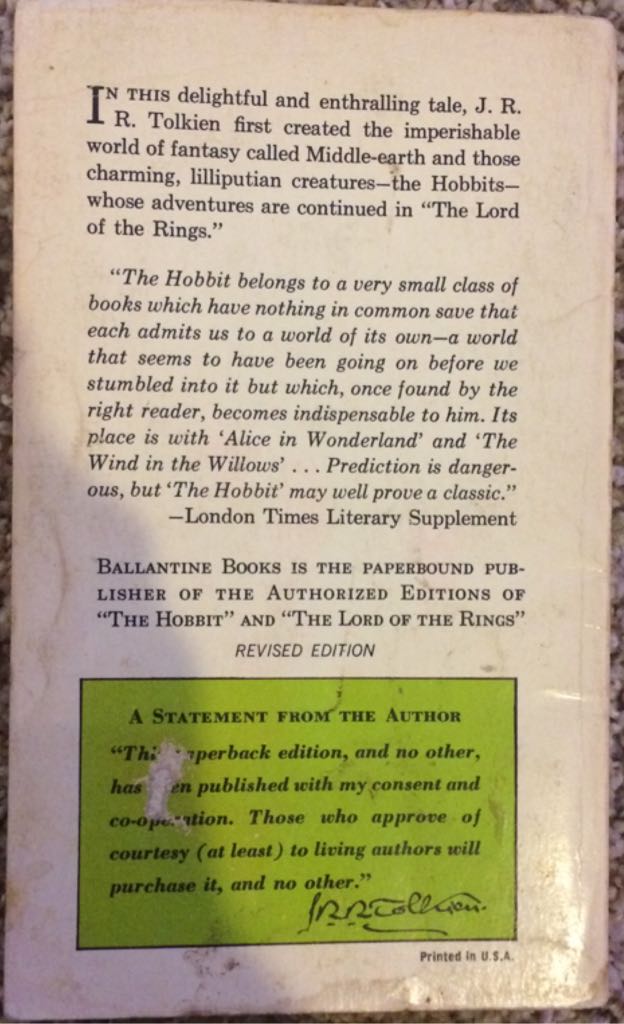 IN THIS delightful and enthralling tale, J. R.
R. Tolkien first created the imperishable
world of fantasy called Middle-earth and those
charming, lilliputian creatures—the Hobbits—
whose adventures are continued in “The Lord
of the Rings.”
“The Hobbit belongs to a very small class of
books which have nothing in common save that
each admits us to a world of its own—a world
that seems to have been going on before we
stumbled into it but which, once found by the
right reader, becomes indispensable to him. Its
place is with ‘Alice in Wonderland’ and ‘The
Wind in the Willows’ . . . Prediction is danger-
ous, but ‘The Hobbit’ may well prove a classic.”
—London Times Literary Supplement
BALLANTINE BOOKS IS THE PAPERBOUND PUB-
LISHER OF THE AUTHORIZED EDITIONS OF
“THE HOBBIT” AND “THE LORD OF THE RINGS”
REVISED EDITION
A STATEMENT FROM THE AUTHOR
“This paperback edition, and no other,
has been published with my consent and
co-operation. Those who approve of
courtesy (at least) to living authors will
purchase it, and no other.”
J.R.R. Tolkien.
Printed in U.S.A.